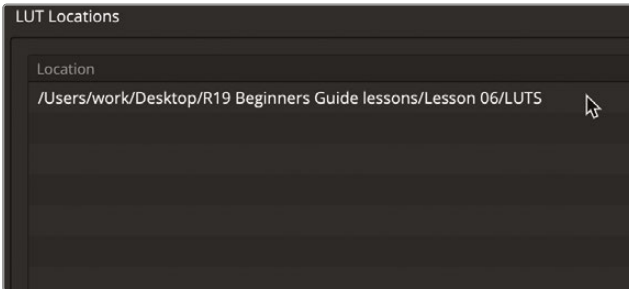 LUT Locations
Location
/Users/work/Desktop/R19 Beginners Guide lessons/Lesson 06/LUTS